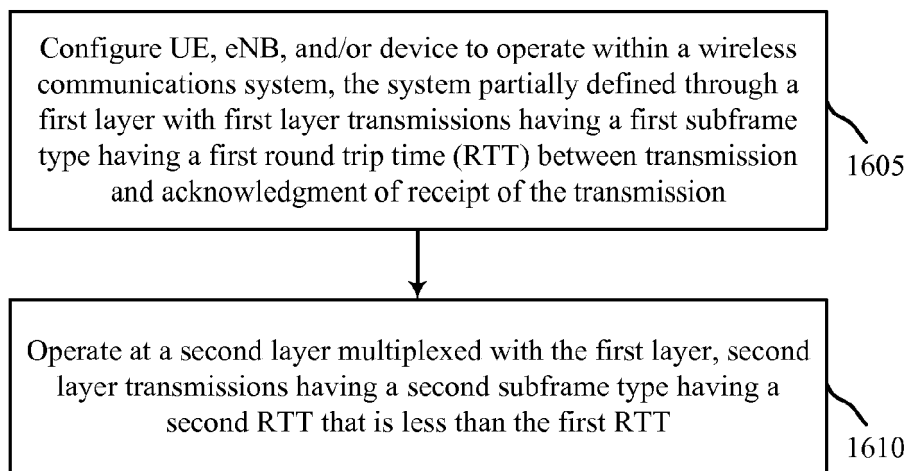 Configure UE, eNB, and/or device to operate within a wireless
communications system, the system partially defined through a
first layer with first layer transmissions having a first subframe
type having a first round trip time (RTT) between transmission
and acknowledgment of receipt of the transmission
1605
Operate at a second layer multiplexed with the first layer, second
layer transmissions having a second subframe type having a
second RTT that is less than the first RTT
1610